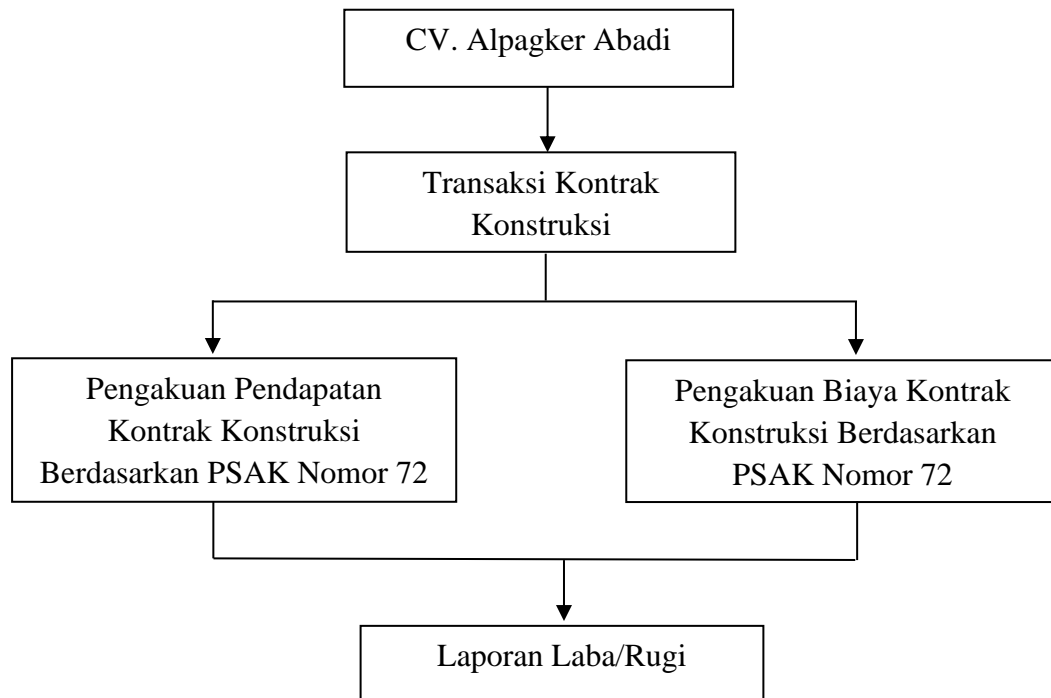 CV. Alpagker Abadi
Transaksi Kontrak
Konstruksi
Pengakuan Pendapatan
Kontrak Konstruksi
Berdasarkan PSAK Nomor 72
Pengakuan Biaya Kontrak
Konstruksi Berdasarkan
PSAK Nomor 72
Laporan Laba/Rugi